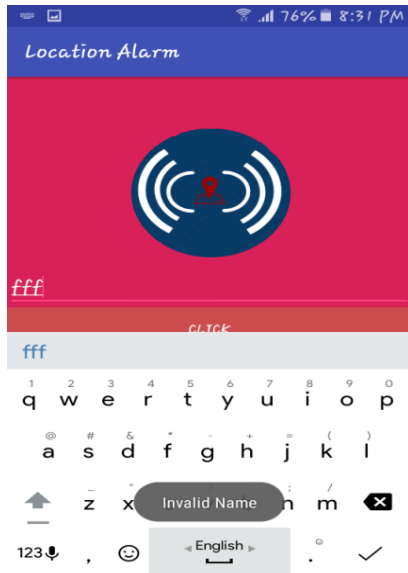 76% 8:31 PM
Location Alarm
fff
CLICK
fff
1 2 3 4 5 6 7 8 9 0
q w e r t y u i o p
@ # & * - + = ( )
a s d f g h j k l
_ : ; /
z x n m
Invalid Name
123 , English .